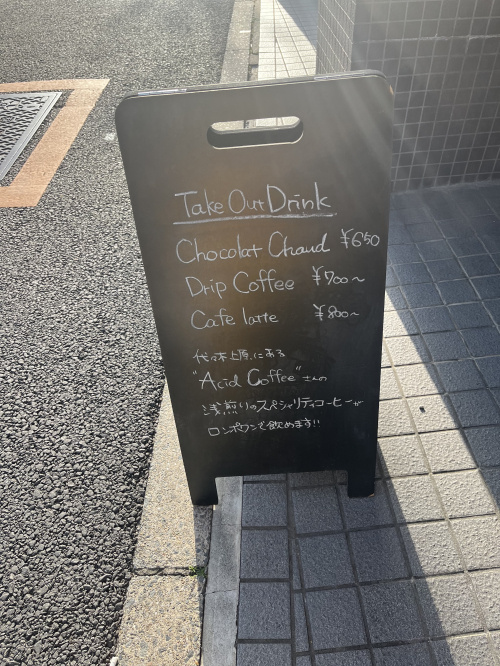 Take Out Drink
Chocolat Chaud ¥650
Drip Coffee ¥700~
Cafe latte ¥800~
代々木上原にある
"Acid Coffee" さんの
浅煎りのスペシャリティコーヒーが
ロンポワンで飲めます!!